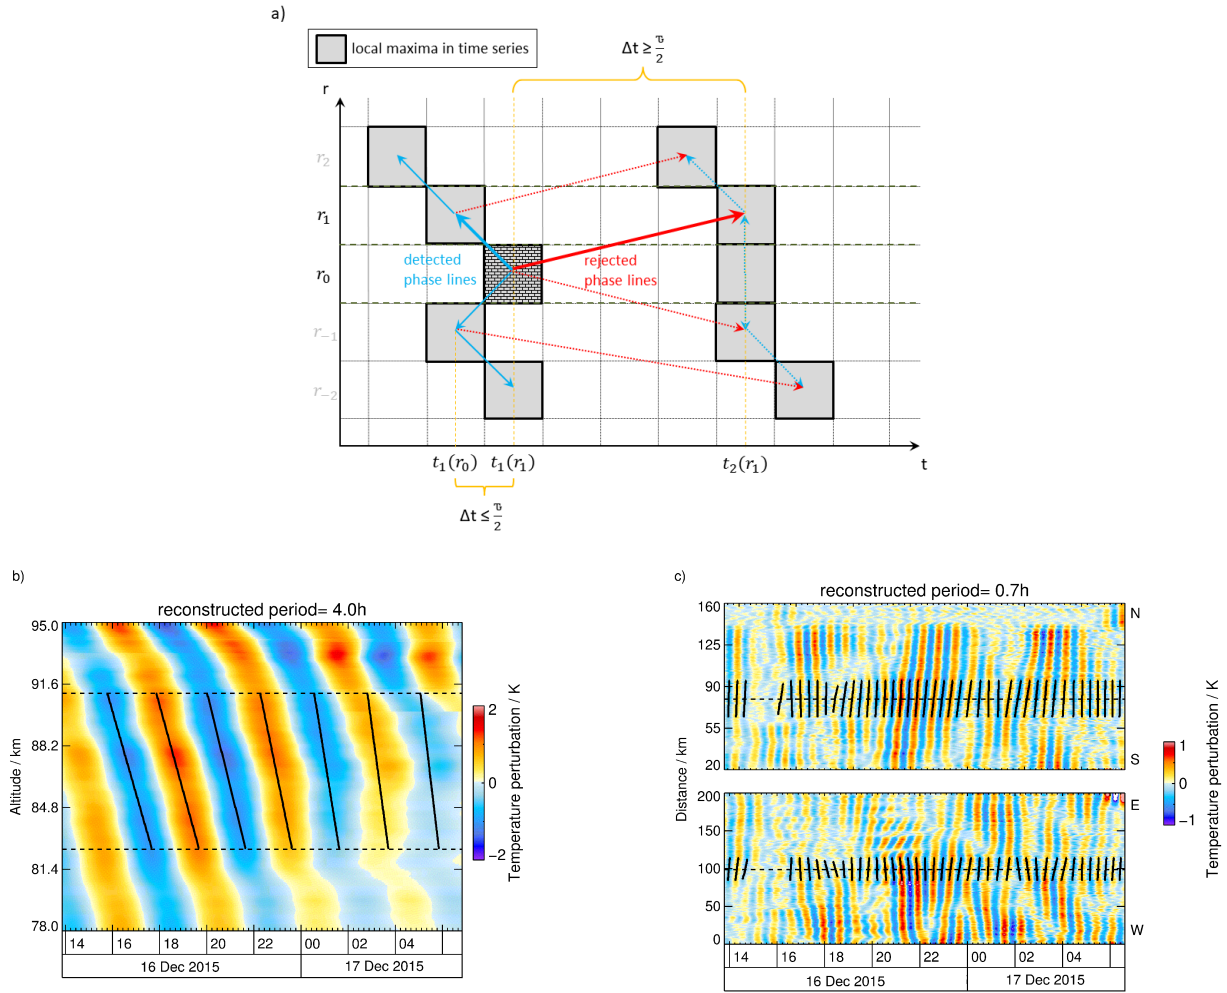 a)
local maxima in time series
Δt ≥ τ/2
r
r₂
r₁
r₀
r₋₁
r₋₂
detected
phase lines
rejected
phase lines
t₁(r₀) t₁(r₁) t₂(r₁) t
Δt ≤ τ/2
b)
reconstructed period= 4.0h
95.0
91.6
88.2
84.8
81.4
78.0
Altitude / km
14 16 18 20 22 00 02 04
16 Dec 2015 17 Dec 2015
2
0
−2
Temperature perturbation / K
c)
reconstructed period= 0.7h
160
125
90
55
20
N
S
200
150
100
50
0
E
W
Distance / km
14 16 18 20 22 00 02 04
16 Dec 2015 17 Dec 2015
1
0
−1
Temperature perturbation / K